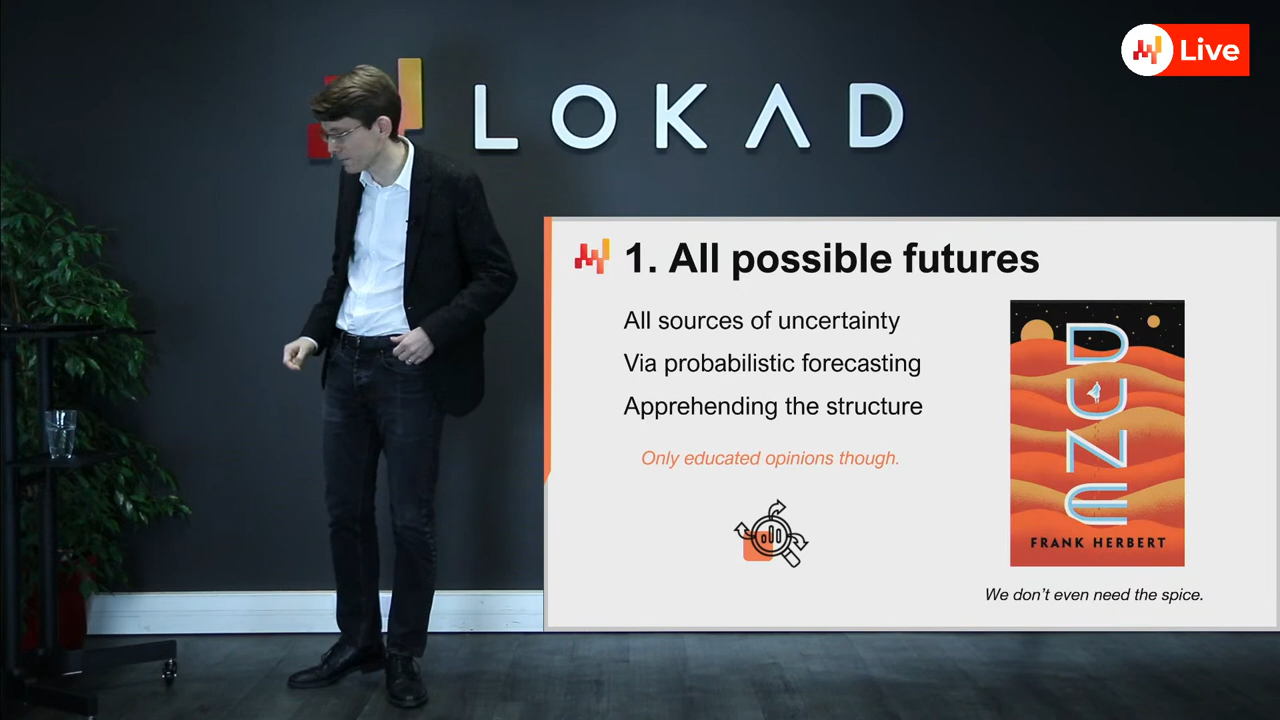 Live
LOKAD
1. All possible futures
All sources of uncertainty
Via probabilistic forecasting
Apprehending the structure
Only educated opinions though.
DUNE
FRANK HERBERT
We don't even need the spice.